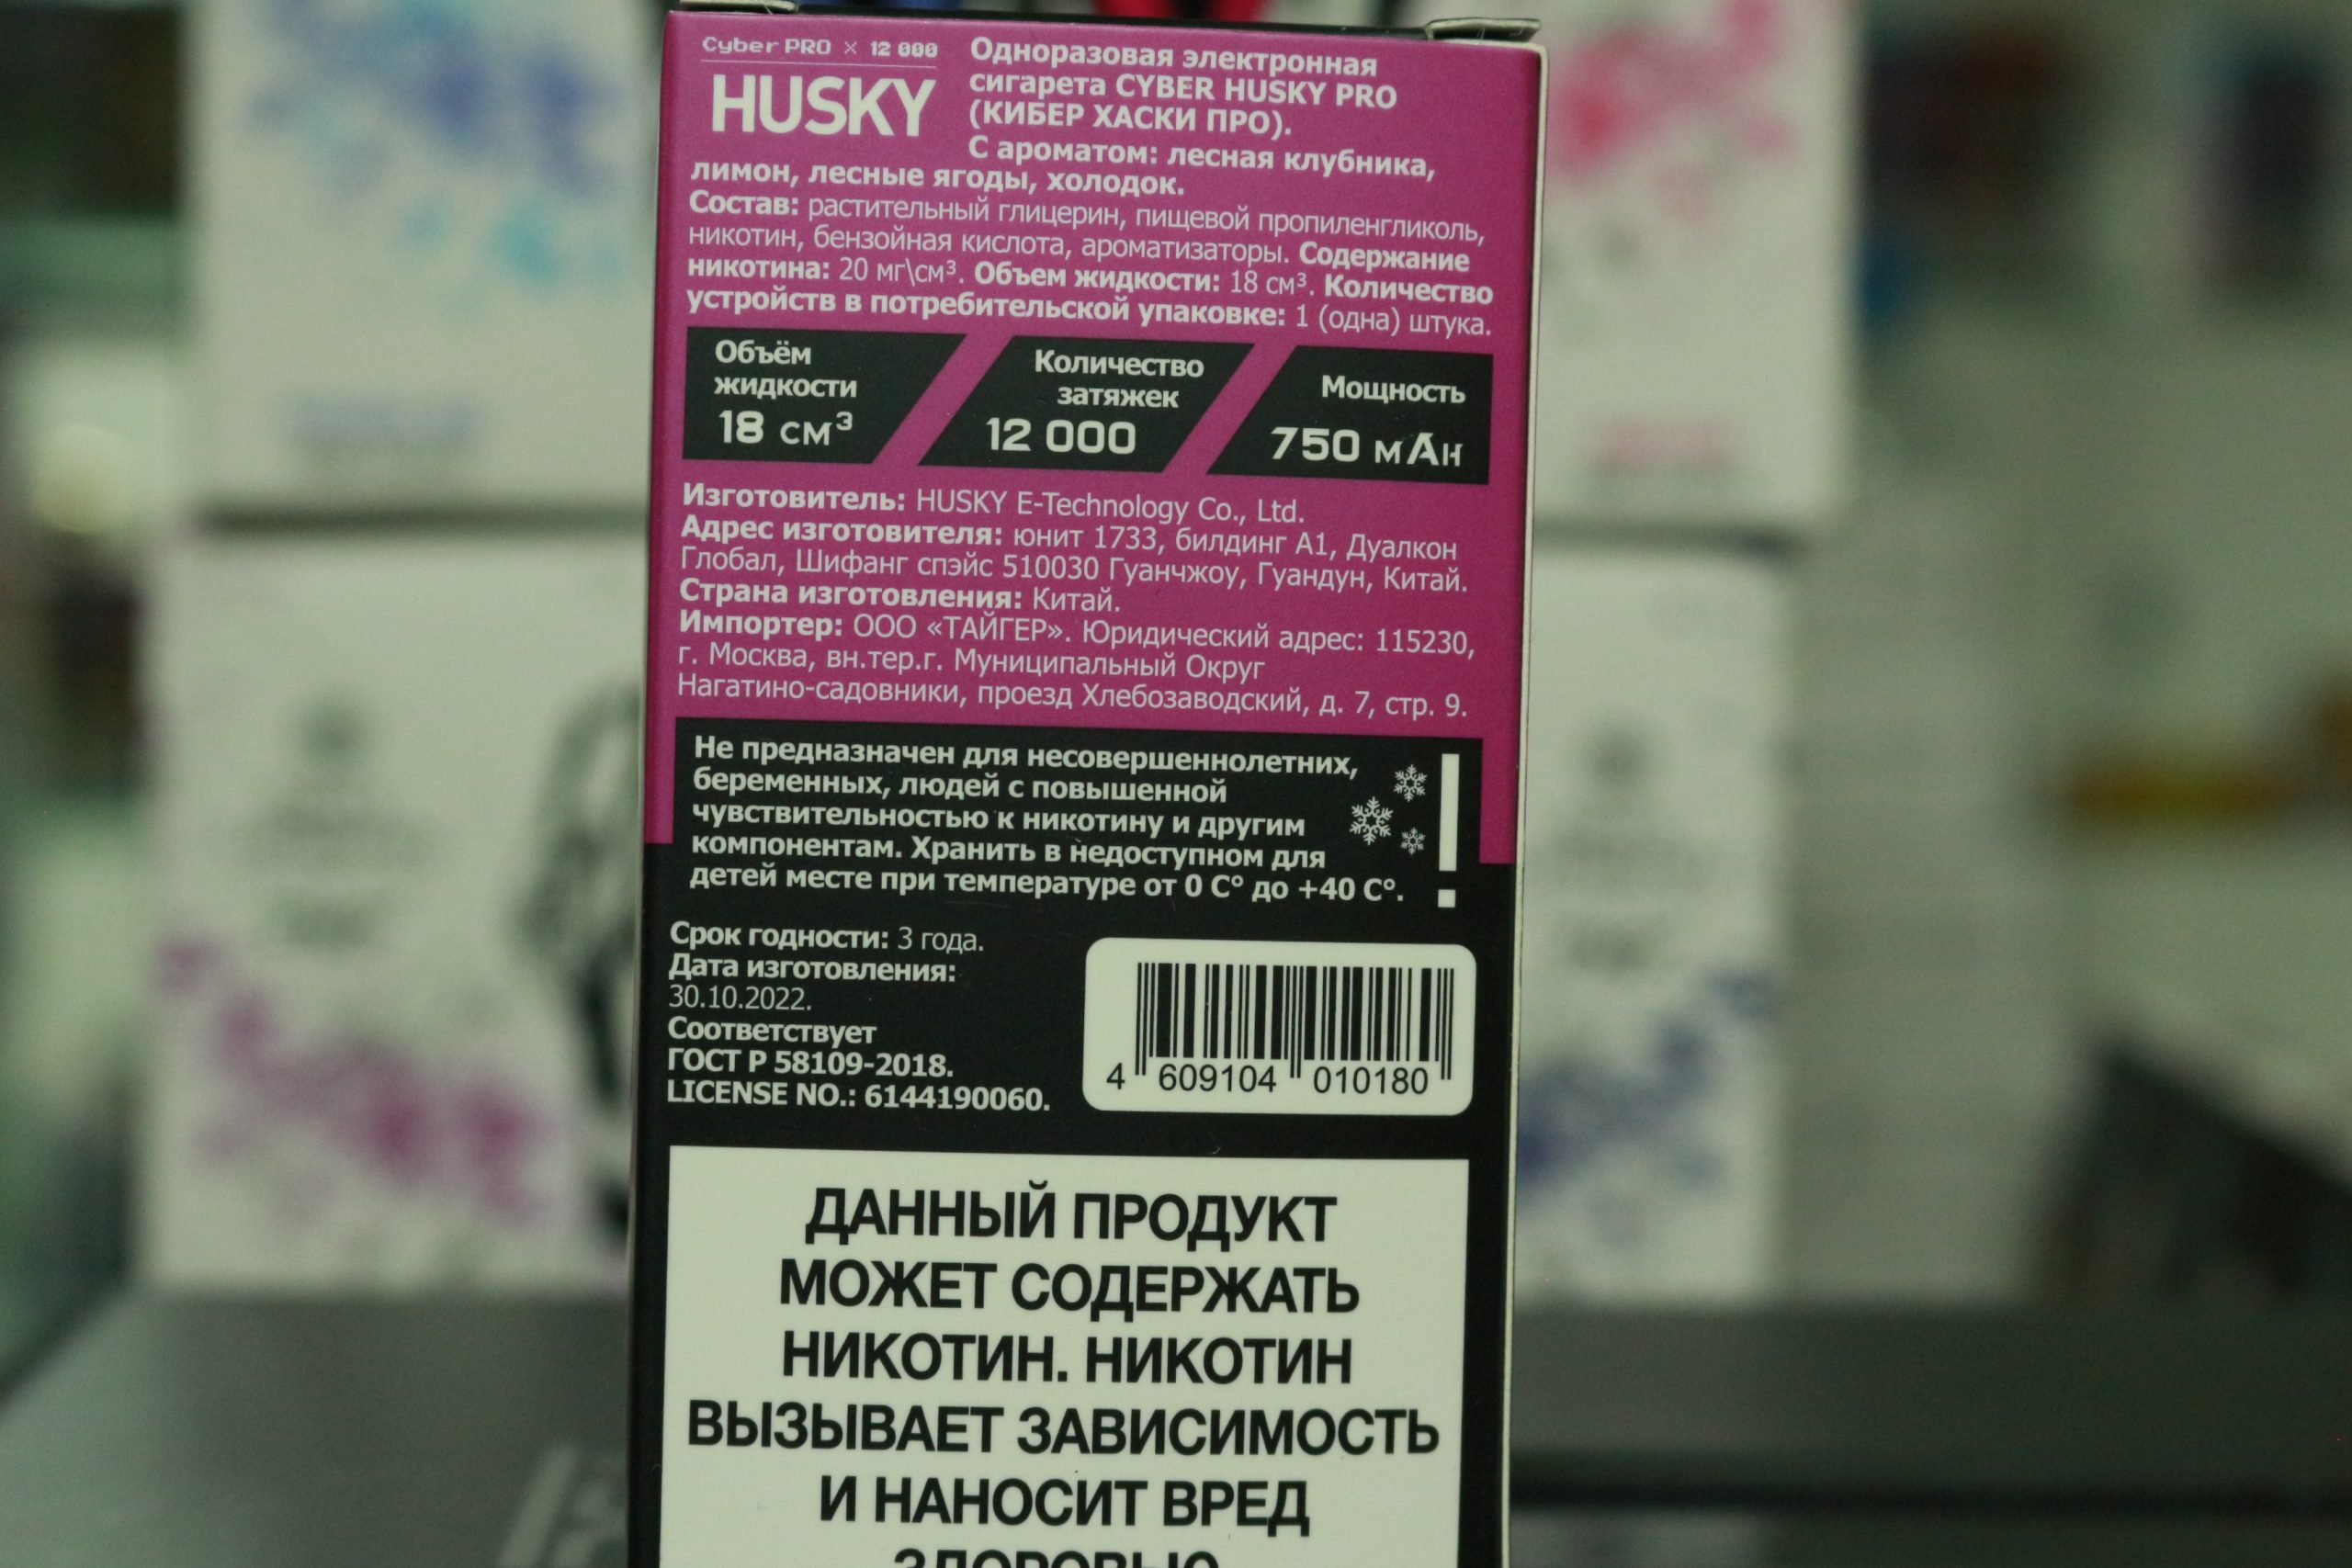 Cyber PRO × 12 000
HUSKY
Одноразовая электронная
сигарета CYBER HUSKY PRO
(КИБЕР ХАСКИ ПРО).
С ароматом: лесная клубника,
лимон, лесные ягоды, холодок.
Состав: растительный глицерин, пищевой пропиленгликоль,
никотин, бензойная кислота, ароматизаторы. Содержание
никотина: 20 мг\см³. Объем жидкости: 18 см³. Количество
устройств в потребительской упаковке: 1 (одна) штука.
Объём
жидкости
18 см³
Количество
затяжек
12 000
Мощность
750 мАн
Изготовитель: HUSKY E-Technology Co., Ltd.
Адрес изготовителя: юнит 1733, билдинг А1, Дуалкон
Глобал, Шифанг спэйс 510030 Гуанчжоу, Гуандун, Китай.
Страна изготовления: Китай.
Импортер: ООО «ТАЙГЕР». Юридический адрес: 115230,
г. Москва, вн.тер.г. Муниципальный Округ
Нагатино-садовники, проезд Хлебозаводский, д. 7, стр. 9.
Не предназначен для несовершеннолетних,
беременных, людей с повышенной
чувствительностью к никотину и другим
компонентам. Хранить в недоступном для
детей месте при температуре от 0 С° до +40 С°.
!
Срок годности: 3 года.
Дата изготовления:
30.10.2022.
Соответствует
ГОСТ Р 58109-2018.
LICENSE NO.: 6144190060.
4 609104 010180
ДАННЫЙ ПРОДУКТ
МОЖЕТ СОДЕРЖАТЬ
НИКОТИН. НИКОТИН
ВЫЗЫВАЕТ ЗАВИСИМОСТЬ
И НАНОСИТ ВРЕД
ЗДОРОВЬЮ